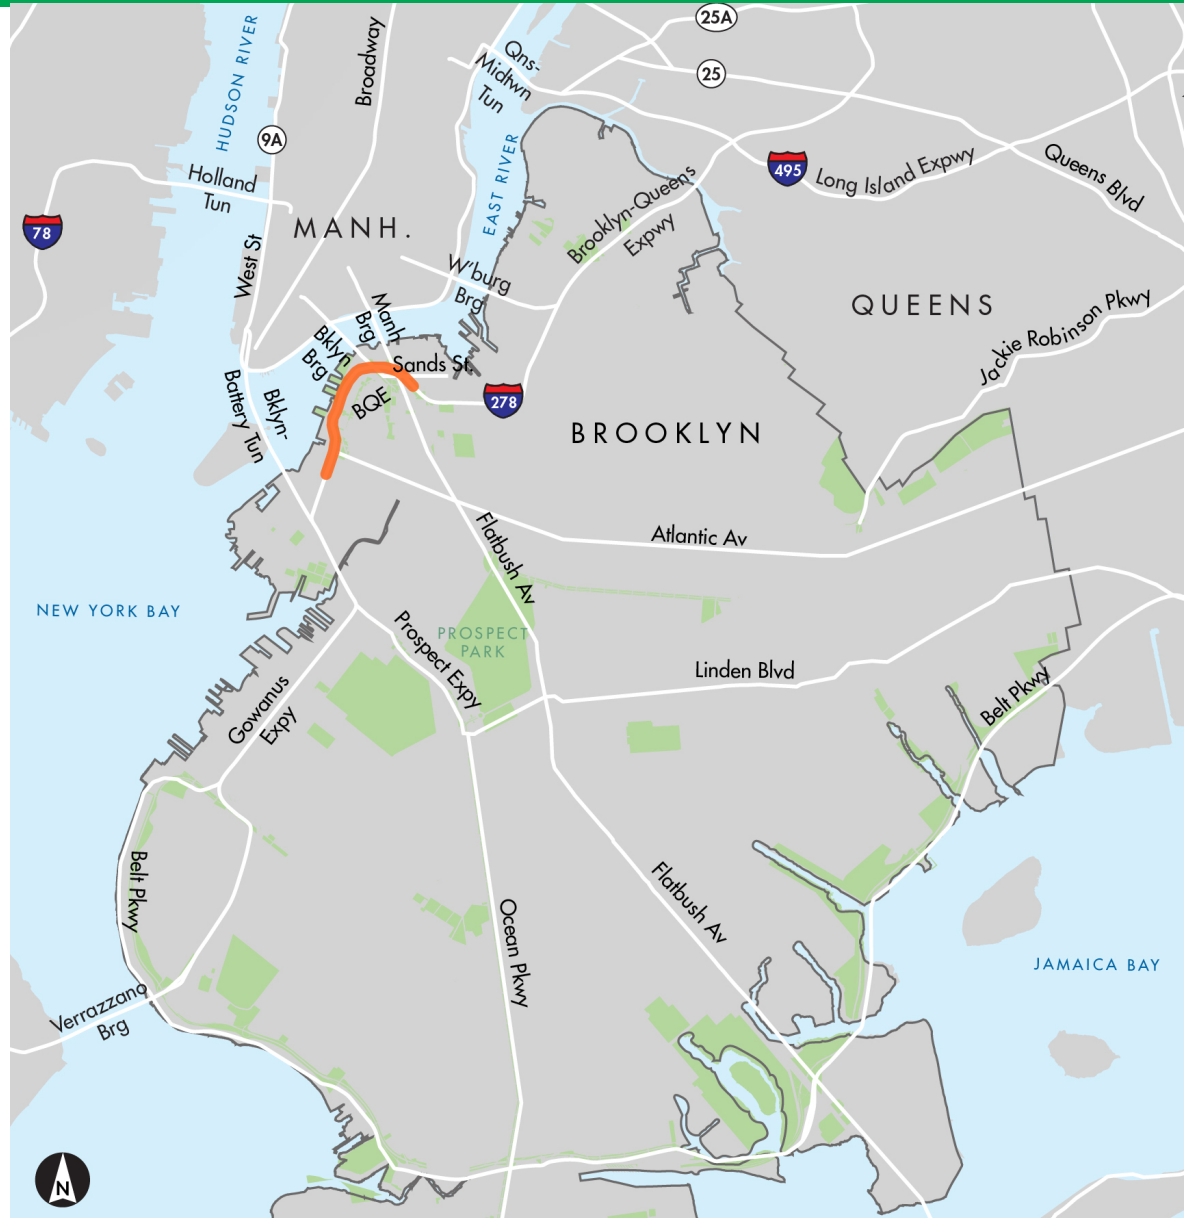 25A
HUDSON RIVER
Broadway
Qns-
Midtwn
Tun
25
9A
EAST RIVER
495
Long Island Expwy
Queens Blvd
Holland
Tun
Brooklyn-Queens
Expwy
78
MANH.
West St
W'burg
Brg
QUEENS
Manh
Brg
Bklyn
Brg
Sands St.
Jackie Robinson Pkwy
Bklyn-
Battery Tun
BQE
278
BROOKLYN
Flatbush Av
Atlantic Av
NEW YORK BAY
PROSPECT
PARK
Prospect Expy
Linden Blvd
Gowanus
Expy
Belt Pkwy
Belt Pkwy
Ocean Pkwy
Flatbush Av
JAMAICA BAY
Verrazzano
Brg
N